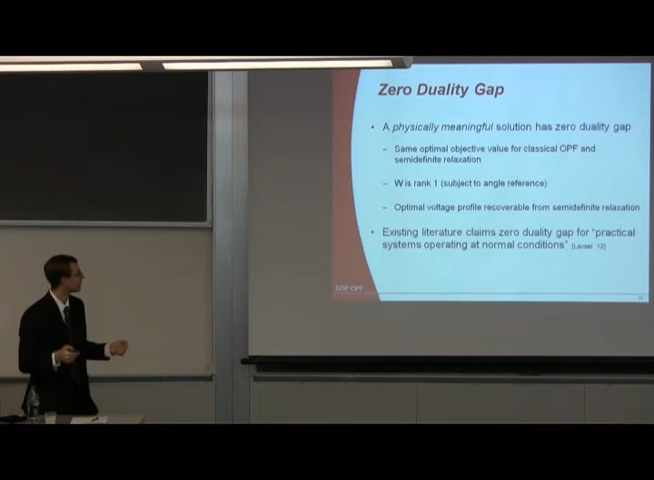 Zero Duality Gap
• A physically meaningful solution has zero duality gap
– Same optimal objective value for classical OPF and
semidefinite relaxation
– W is rank 1 (subject to angle reference)
– Optimal voltage profile recoverable from semidefinite relaxation
• Existing literature claims zero duality gap for "practical
systems operating at normal conditions" [Lavaei '12]
SDP OPF